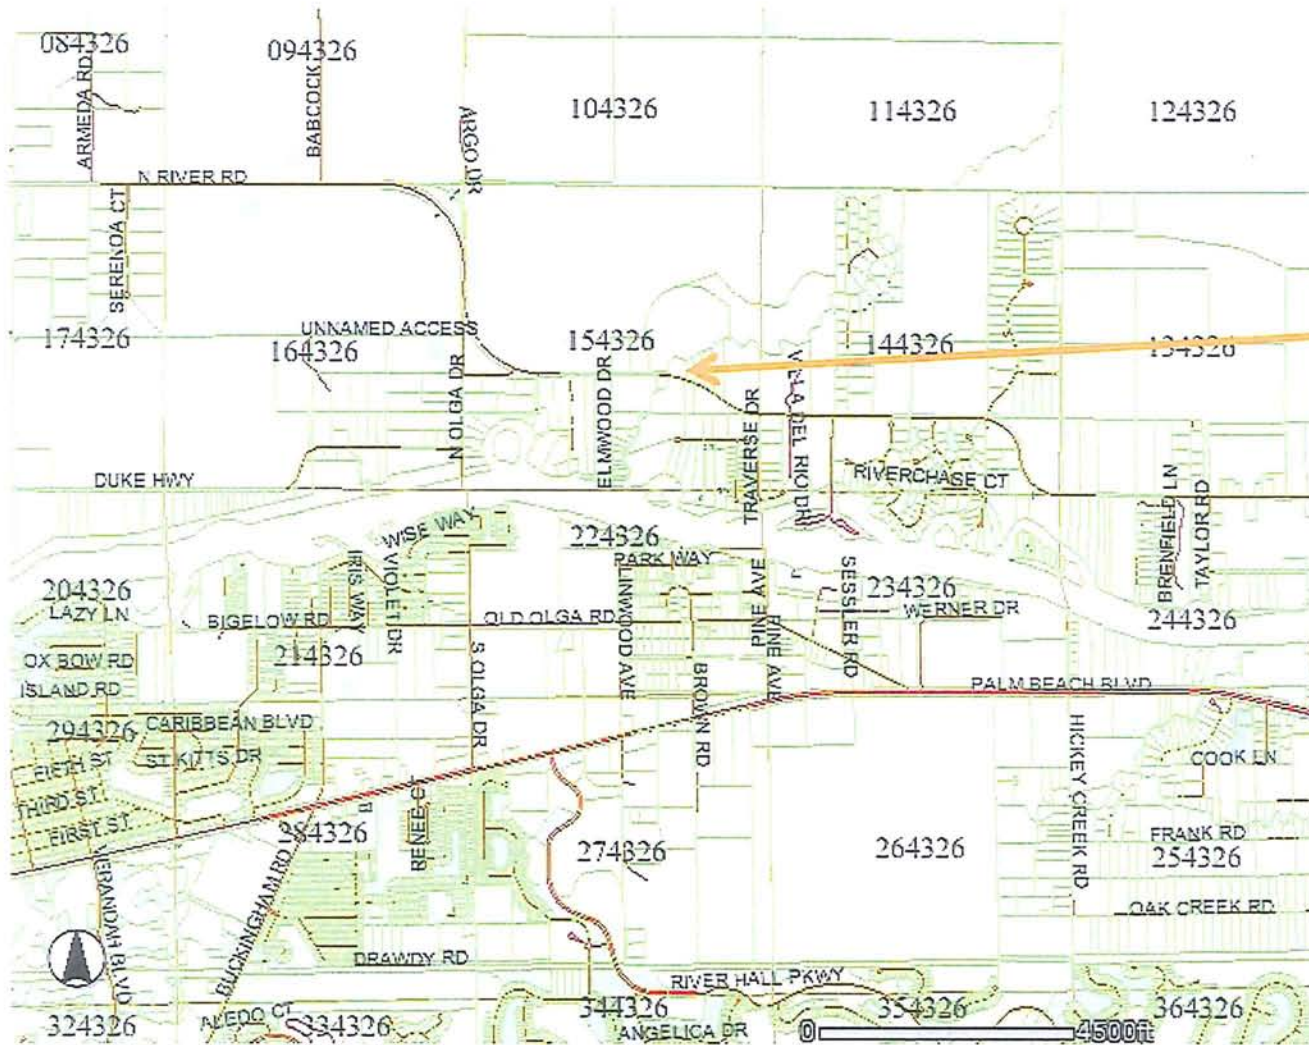 084326
094326
104326
114326
124326
ARMEDA RD
BABCOCK
ARGO DR
N RIVER RD
SERENOA CT
174326
UNNAMED ACCESS
164326
154326
144326
134326
N OLGA DR
ELMWOOD DR
TRAVERSE DR
VILLA DEL RIO DR
DUKE HWY
RIVERCHASE CT
BRENFIELD LN
TAYLOR RD
WISE WAY
224326
PARK WAY
204326
LAZY LN
IRIS WAY
VIOLET DR
LINWOOD AVE
PINE AVE
PINE AVE
SESSLER RD
234326
WERNER DR
244326
BIGELOW RD
OLD OLGA RD
214326
OX BOW RD
ISLAND RD
S OLGA DR
BROWN RD
PALM BEACH BLVD
294326
CARIBBEAN BLVD
ST KITTS DR
FIFTH ST
THIRD ST
FIRST ST
HICKEY CREEK RD
COOK LN
284326
RENEE CT
274326
264326
FRANK RD
254326
VERANDAH BLVD
BUCKINGHAM RD
OAK CREEK RD
DRAWDY RD
RIVER HALL PKWY
324326
ALEDO CT
334326
344326
ANGELICA DR
354326
364326
0
4500ft